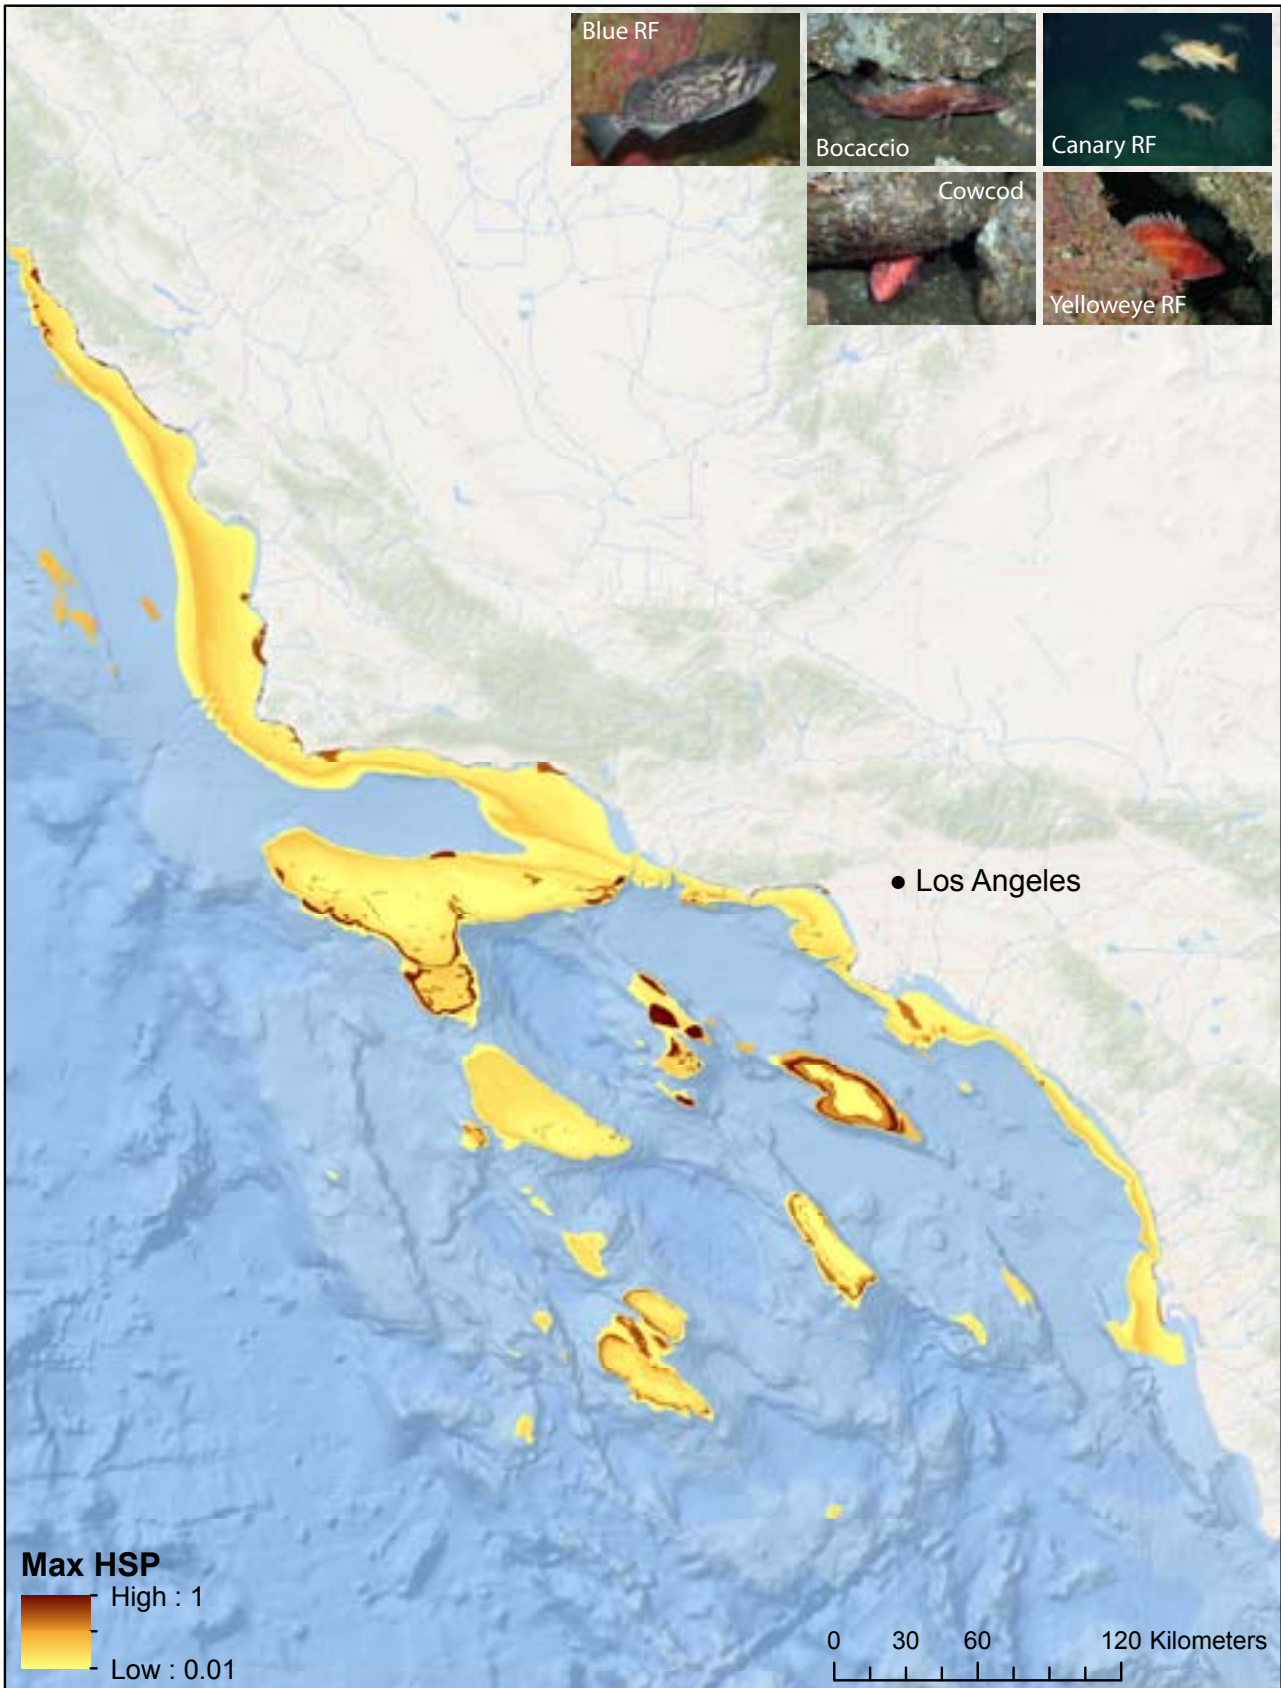 Blue RF
Bocaccio
Canary RF
Cowcod
Yelloweye RF
Los Angeles
Max HSP
High : 1
Low : 0.01
0 30 60 120 Kilometers